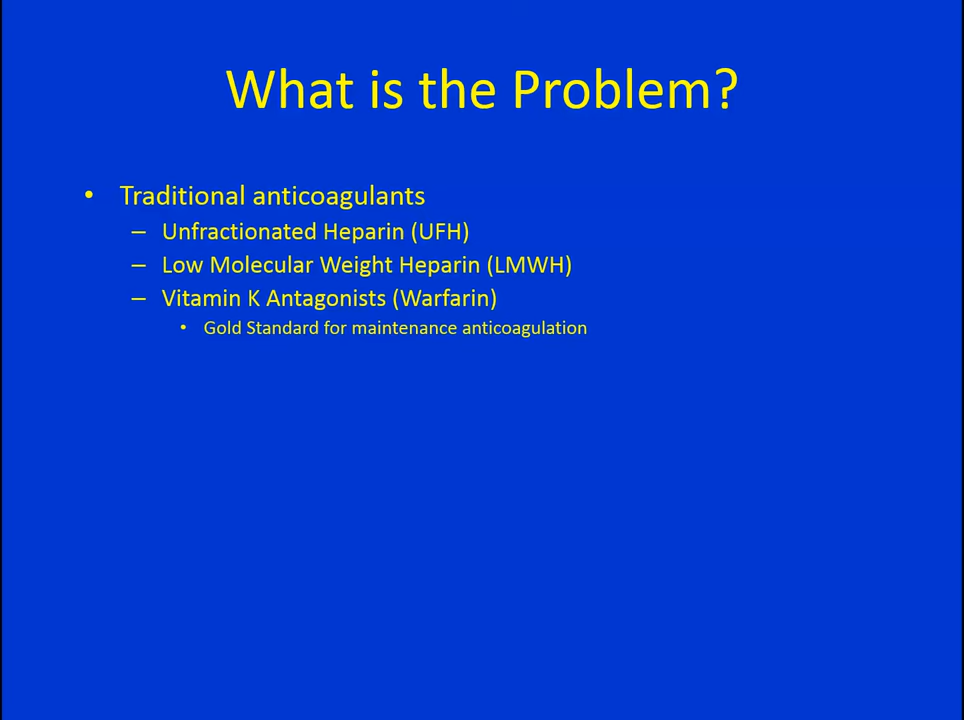 What is the Problem?
• Traditional anticoagulants
– Unfractionated Heparin (UFH)
– Low Molecular Weight Heparin (LMWH)
– Vitamin K Antagonists (Warfarin)
• Gold Standard for maintenance anticoagulation